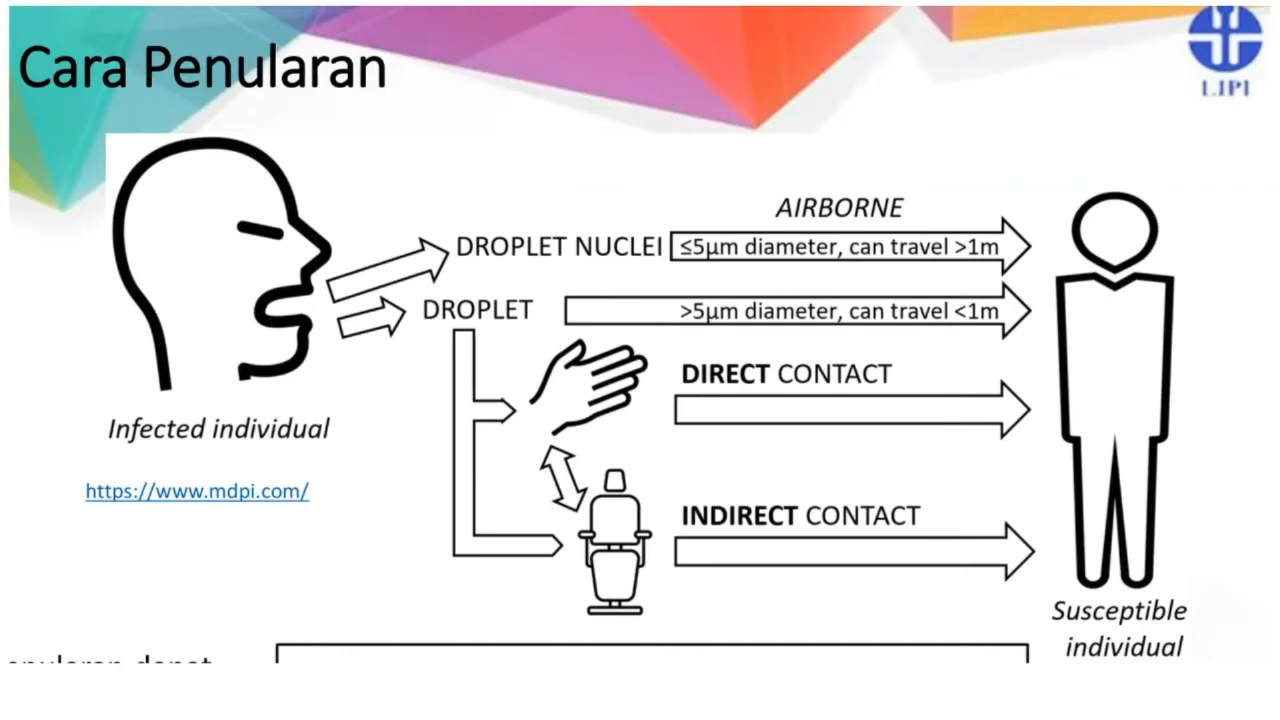 Cara Penularan
LIPI
AIRBORNE
DROPLET NUCLEI
≤5µm diameter, can travel >1m
DROPLET
>5µm diameter, can travel <1m
DIRECT CONTACT
Infected individual
https://www.mdpi.com/
INDIRECT CONTACT
Susceptible
individual